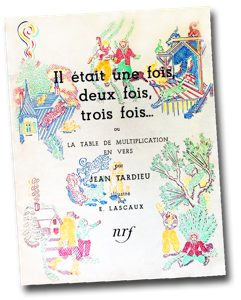 Il était une fois,
deux fois,
trois fois...
ou
LA TABLE DE MULTIPLICATION
EN VERS
par
JEAN TARDIEU
illustré
par
E. LASCAUX
nrf